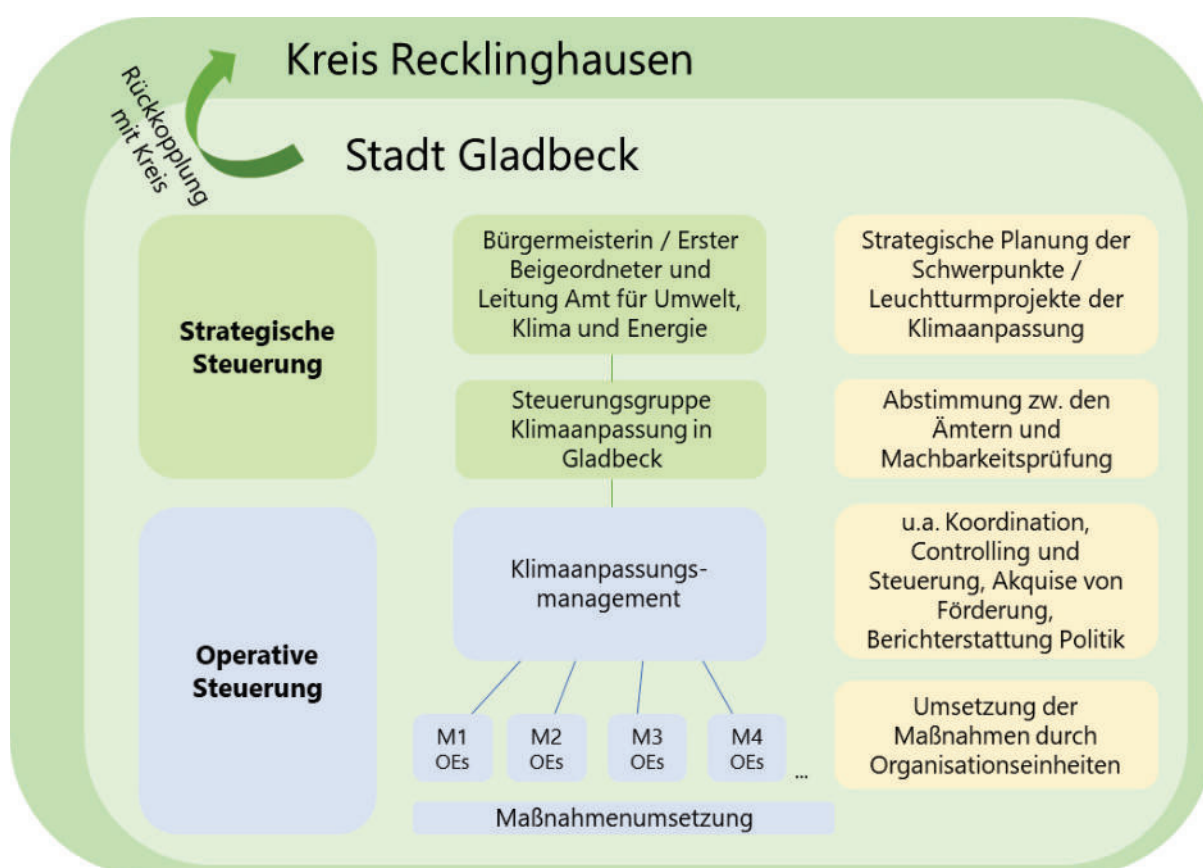 Kreis Recklinghausen
Rückkopplung
mit Kreis
Stadt Gladbeck
Strategische
Steuerung
Bürgermeisterin / Erster
Beigeordneter und
Leitung Amt für Umwelt,
Klima und Energie
Strategische Planung der
Schwerpunkte /
Leuchtturmprojekte der
Klimaanpassung
Steuerungsgruppe
Klimaanpassung in
Gladbeck
Abstimmung zw. den
Ämtern und
Machbarkeitsprüfung
Operative
Steuerung
Klimaanpassungs-
management
u.a. Koordination,
Controlling und
Steuerung, Akquise von
Förderung,
Berichterstattung Politik
M1
OEs
M2
OEs
M3
OEs
M4
OEs
...
Maßnahmenumsetzung
Umsetzung der
Maßnahmen durch
Organisationseinheiten